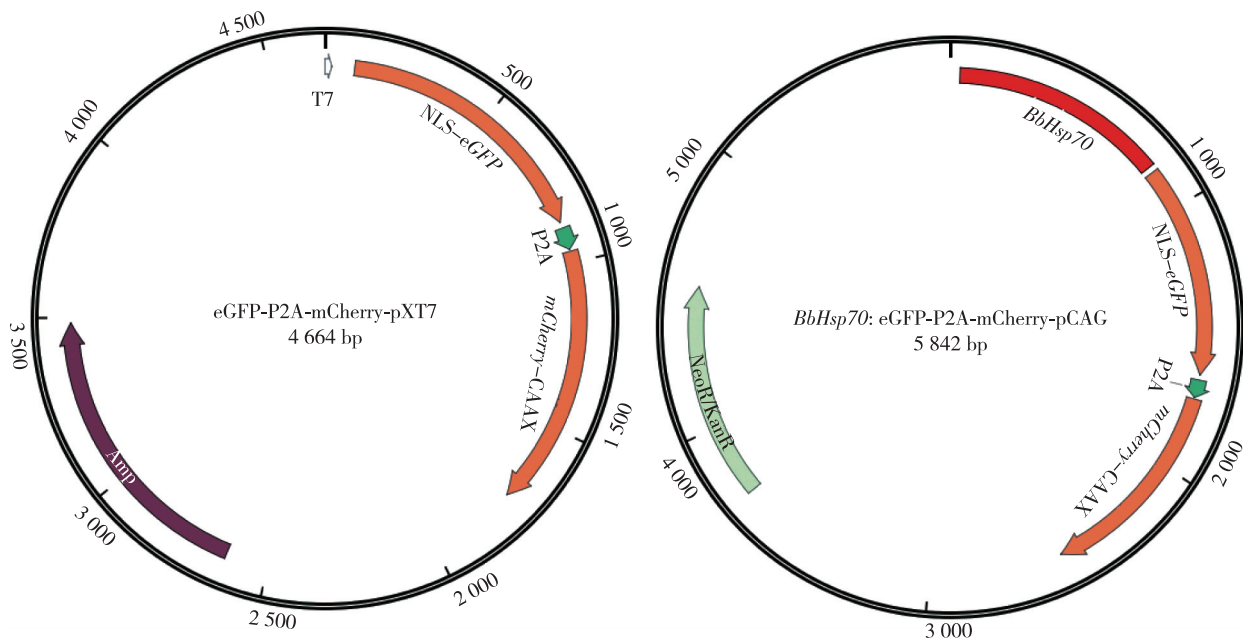 4 500
T7
500
NLS-eGFP
P2A
1 000
mCherry-CAAX
1 500
2 000
2 500
3 000
Amp
3 500
4 000
eGFP-P2A-mCherry-pXT7
4 664 bp
BbHsp70
1 000
NLS-eGFP
P2A
mCherry-CAAX
2 000
3 000
4 000
NeoR/KanR
5 000
BbHsp70: eGFP-P2A-mCherry-pCAG
5 842 bp